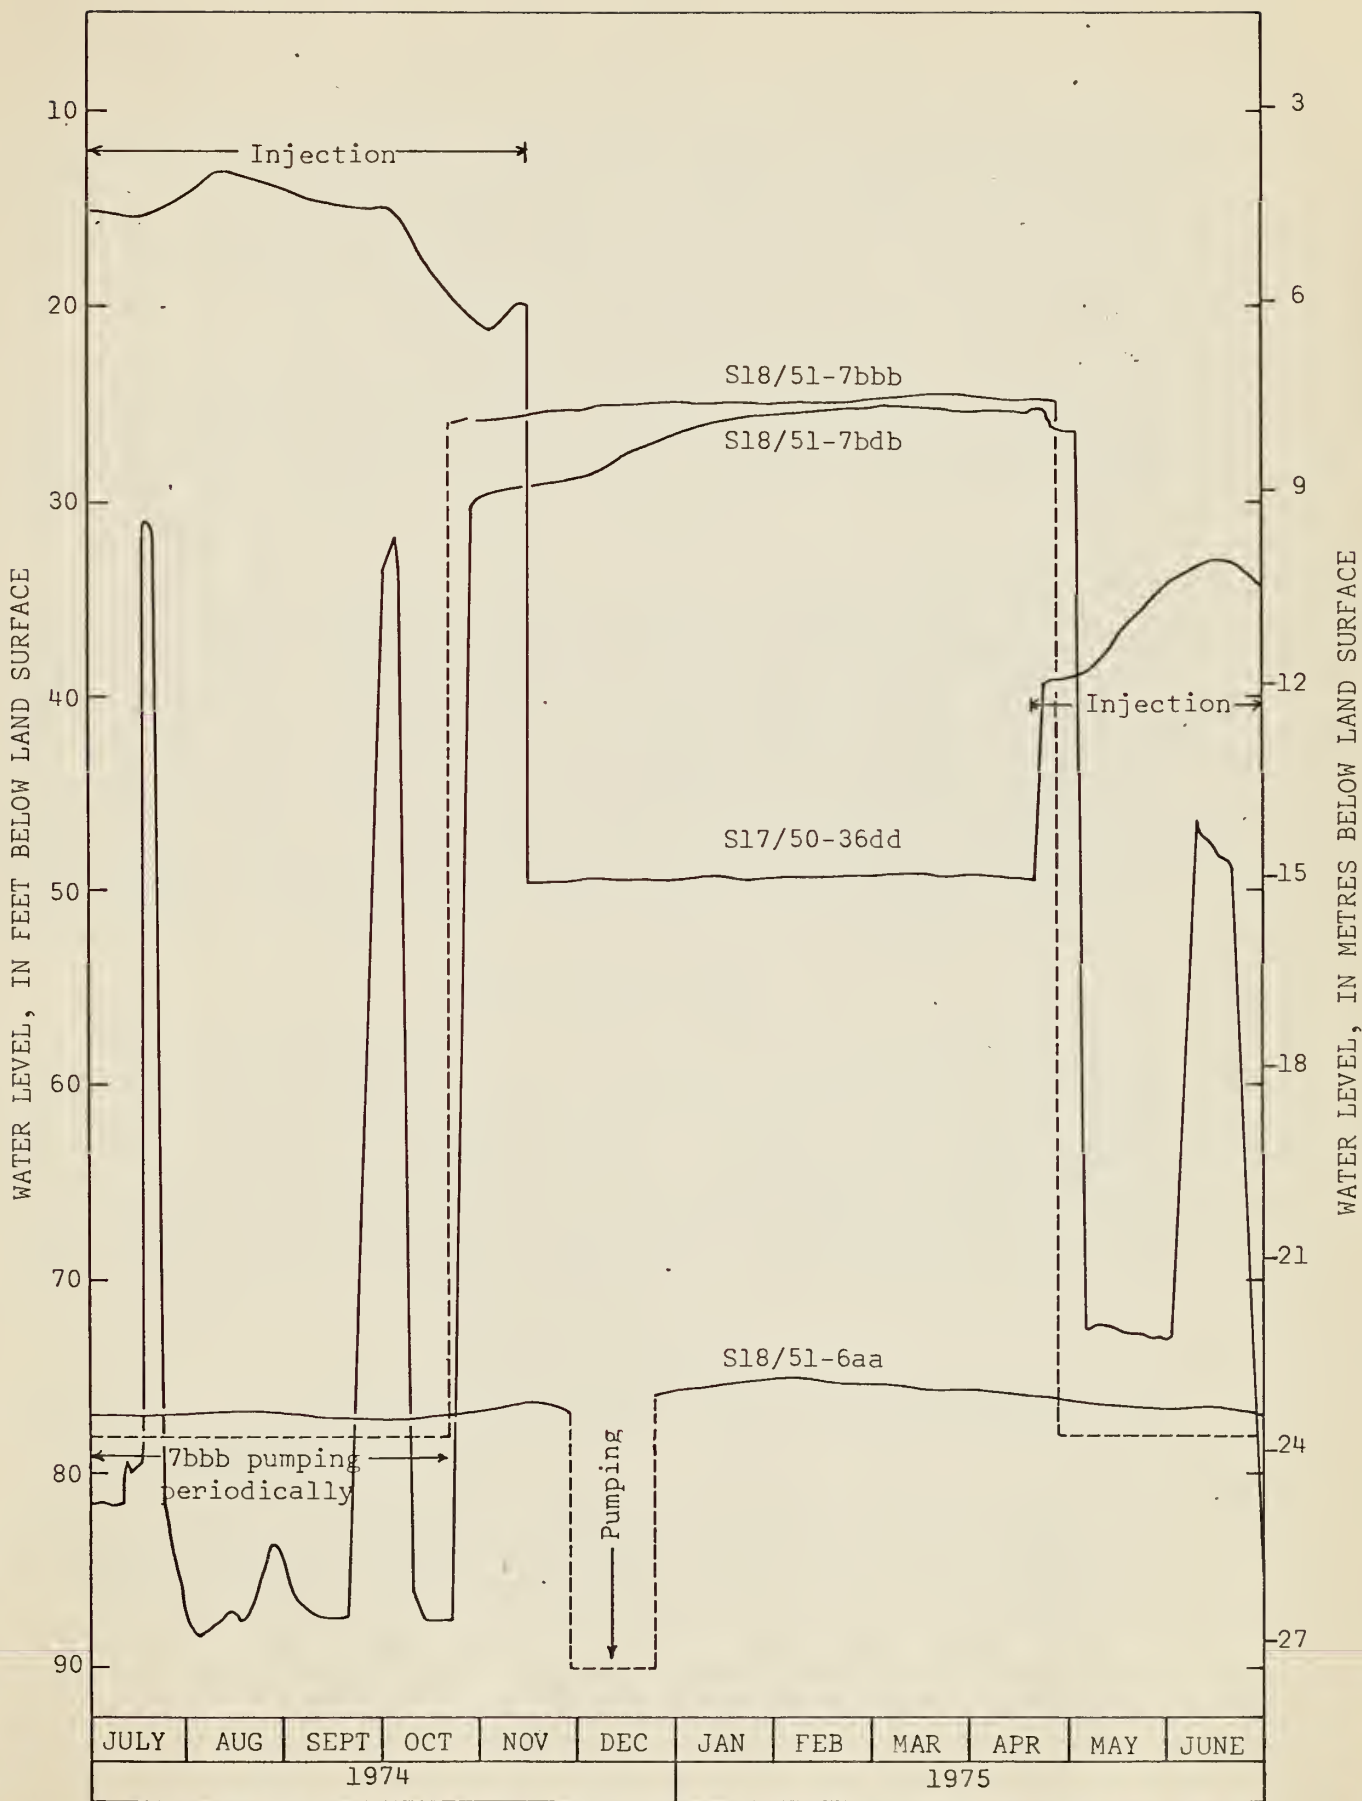 10
20
30
40
50
60
70
80
90
WATER LEVEL, IN FEET BELOW LAND SURFACE
3
6
9
12
15
18
21
24
27
WATER LEVEL, IN METRES BELOW LAND SURFACE
Injection
S18/51-7bbb
S18/51-7bdb
Injection
S17/50-36dd
S18/51-6aa
7bbb pumping
periodically
Pumping
JULY AUG SEPT OCT NOV DEC JAN FEB MAR APR MAY JUNE
1974 1975